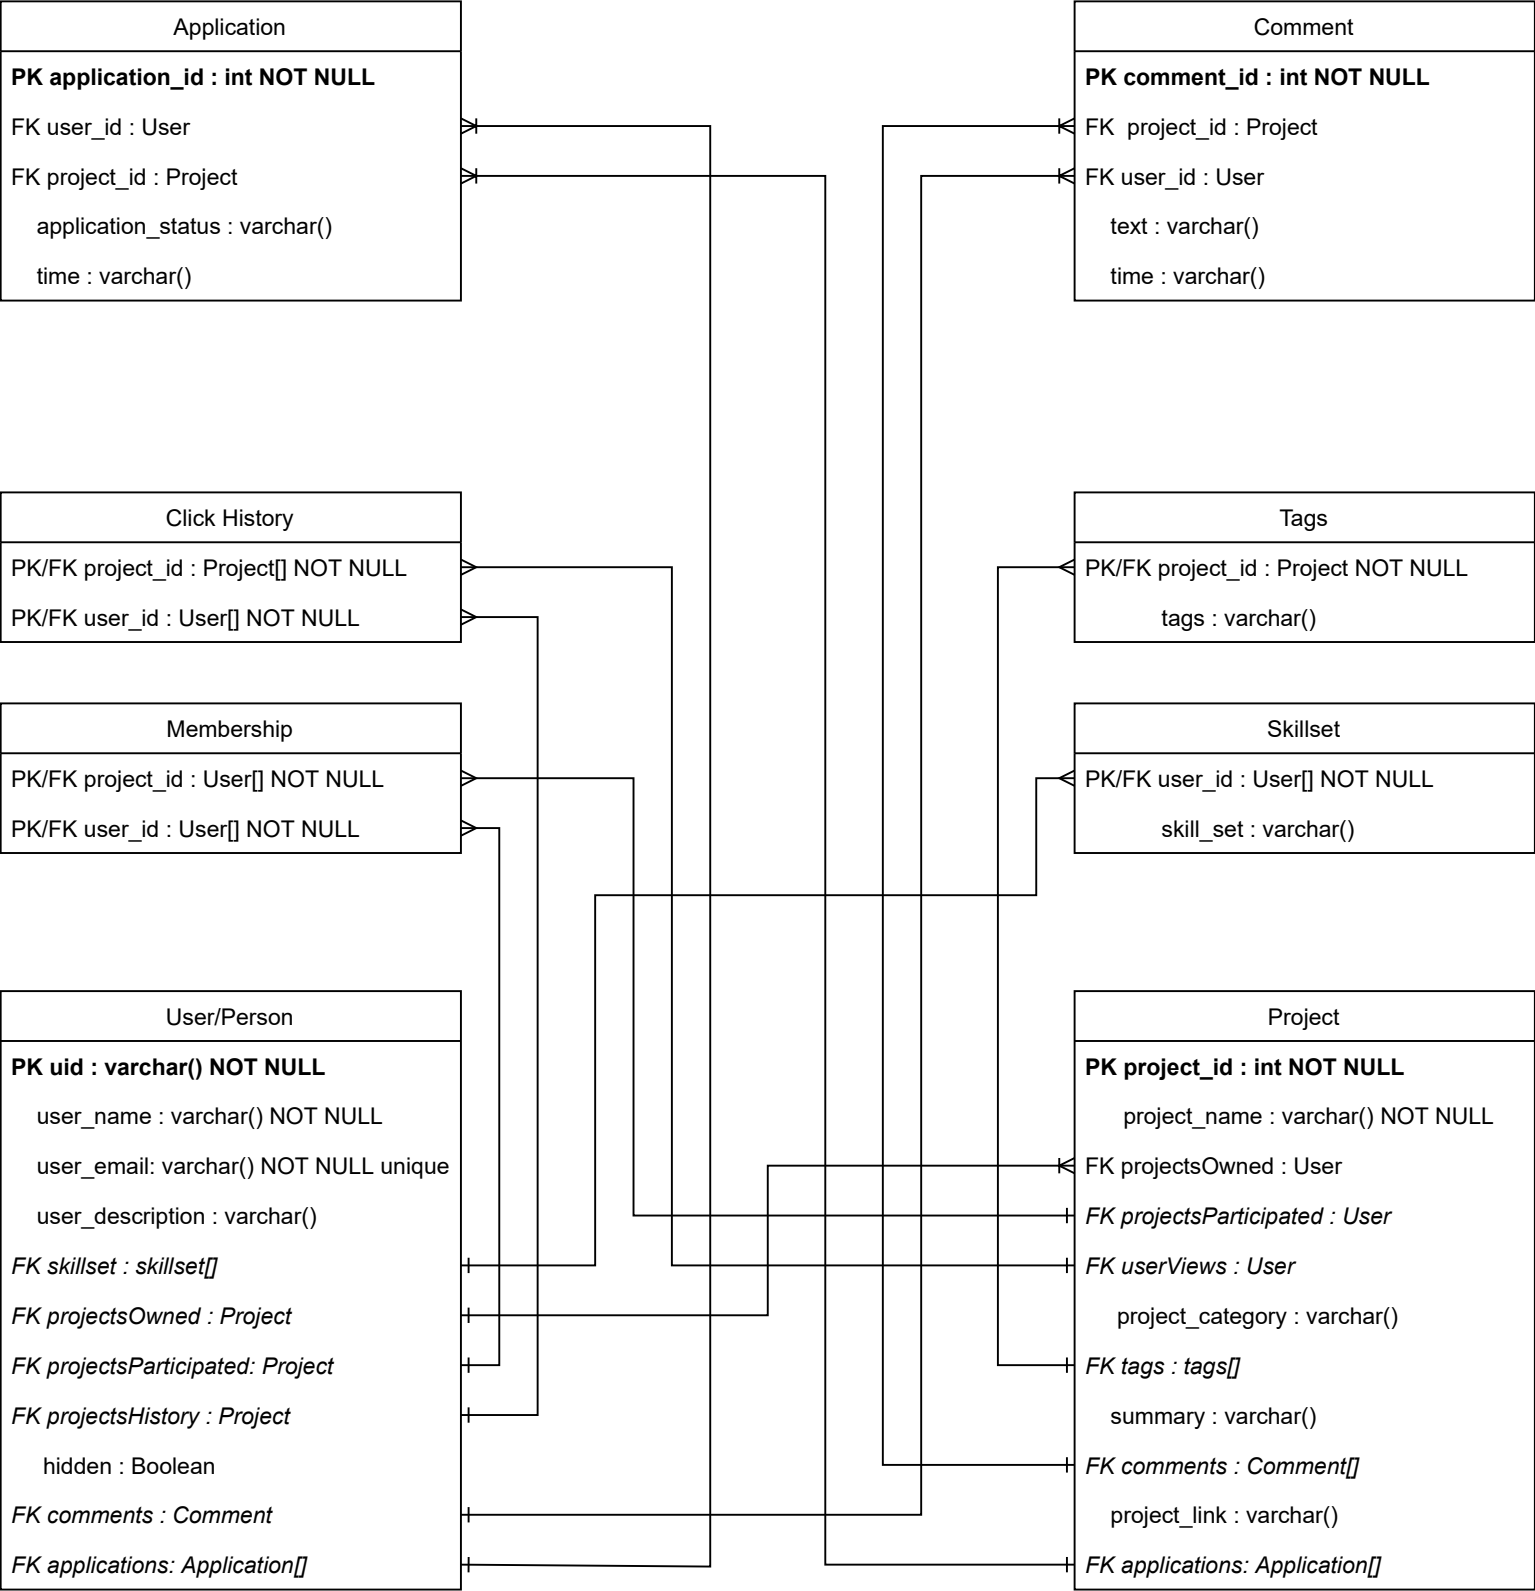 Application
PK application_id : int NOT NULL
FK user_id : User
FK project_id : Project
application_status : varchar()
time : varchar()
Comment
PK comment_id : int NOT NULL
FK  project_id : Project
FK user_id : User
text : varchar()
time : varchar()
Click History
PK/FK project_id : Project[] NOT NULL
PK/FK user_id : User[] NOT NULL
Tags
PK/FK project_id : Project NOT NULL
tags : varchar()
Membership
PK/FK project_id : User[] NOT NULL
PK/FK user_id : User[] NOT NULL
Skillset
PK/FK user_id : User[] NOT NULL
skill_set : varchar()
User/Person
PK uid : varchar() NOT NULL
user_name : varchar() NOT NULL
user_email: varchar() NOT NULL unique
user_description : varchar()
FK skillset : skillset[]
FK projectsOwned : Project
FK projectsParticipated: Project
FK projectsHistory : Project
hidden : Boolean
FK comments : Comment
FK applications: Application[]
Project
PK project_id : int NOT NULL
project_name : varchar() NOT NULL
FK projectsOwned : User
FK projectsParticipated : User
FK userViews : User
project_category : varchar()
FK tags : tags[]
summary : varchar()
FK comments : Comment[]
project_link : varchar()
FK applications: Application[]